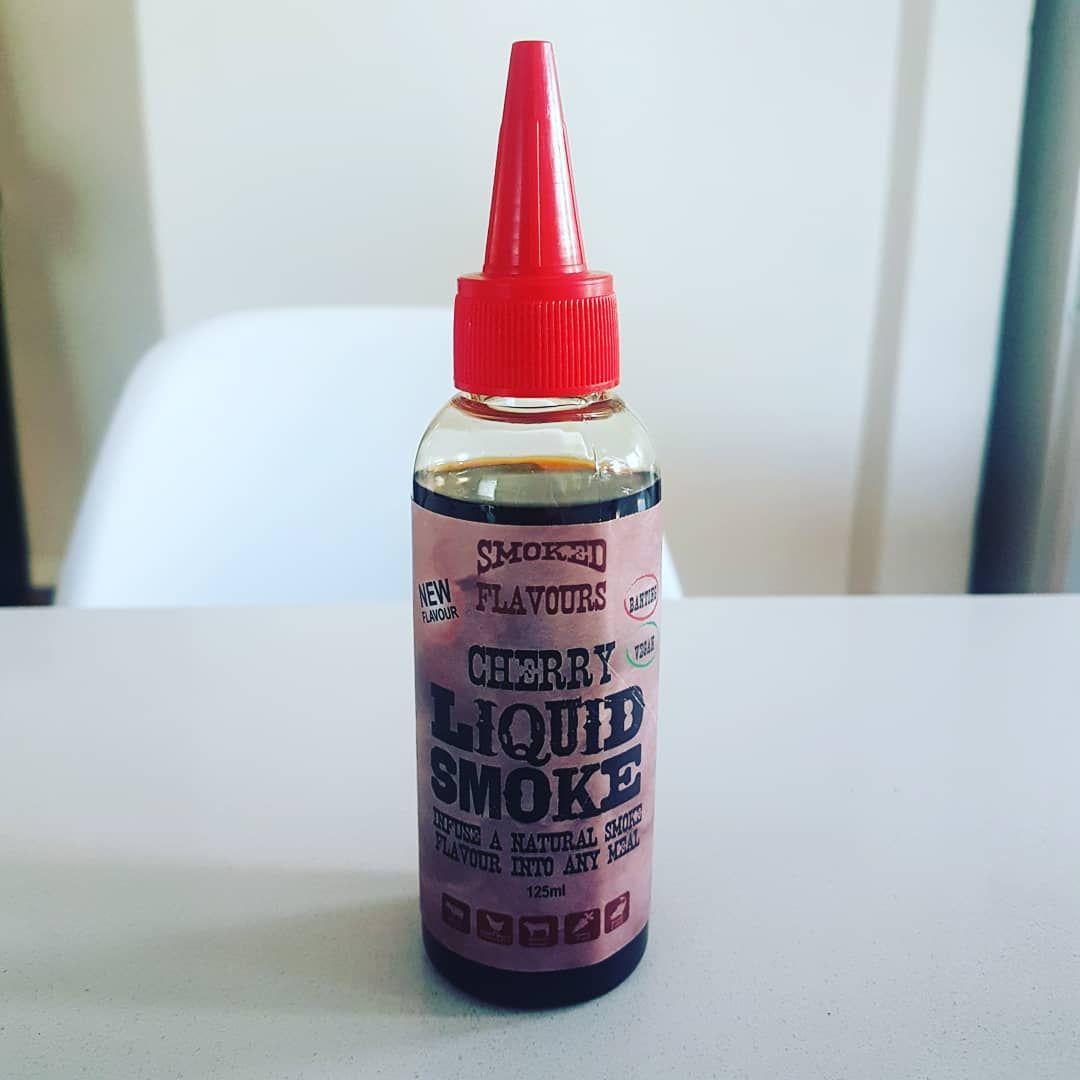 SMOKED
FLAVOURS
NEW
FLAVOUR
BANTING
VEGAN
CHERRY
LIQUID
SMOKE
INFUSE A NATURAL SMOKE
FLAVOUR INTO ANY MEAL
125ml